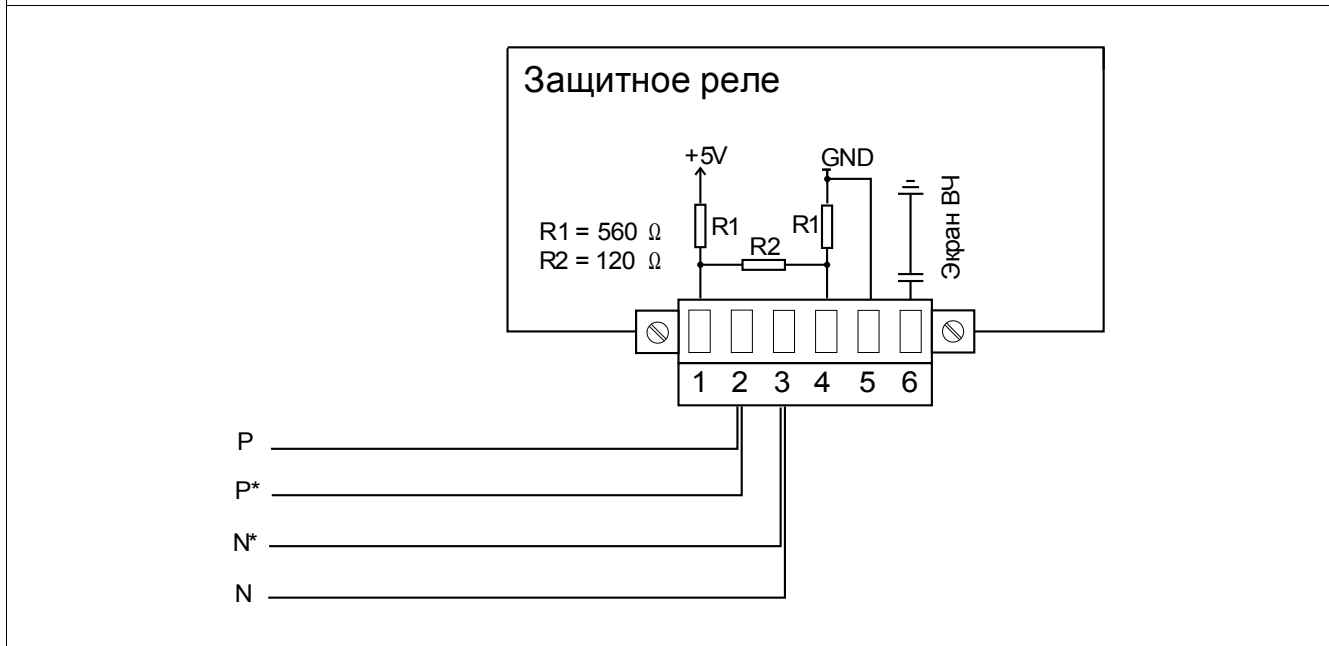 Защитное реле
+5V
GND
R1 = 560 Ω
R2 = 120 Ω
R1
R2
R1
Экран ВЧ
1 2 3 4 5 6
P
P*
N*
N